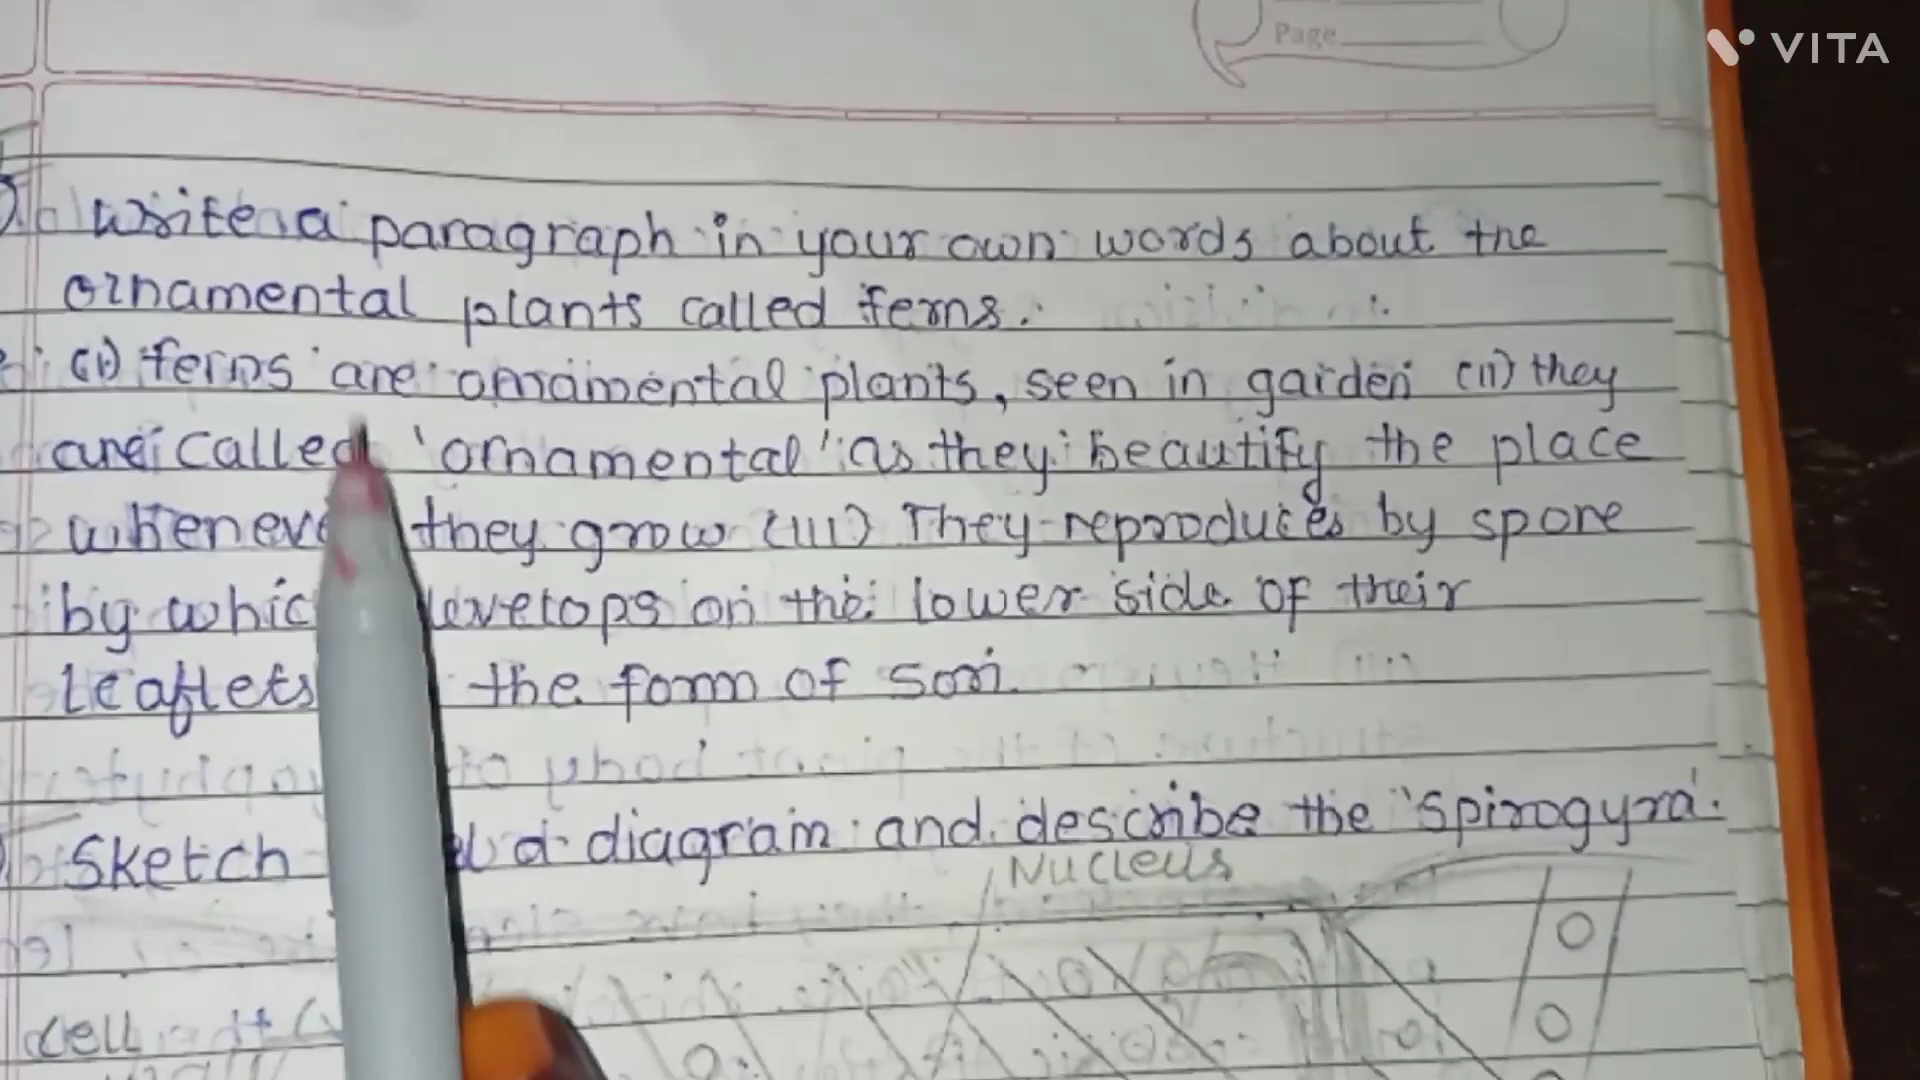 Page
VITA
write a paragraph in your own words about the
ornamental plants called ferns.
(i) ferns are ornamental plants, seen in garden (ii) they
are called 'ornamental' as they beautify the place
they grow (iii) They reproduces by spore
by on the lower side of their
leaflets the form of sori
Sketch a diagram and describe the 'spirogyra'.
Nucleus
cell